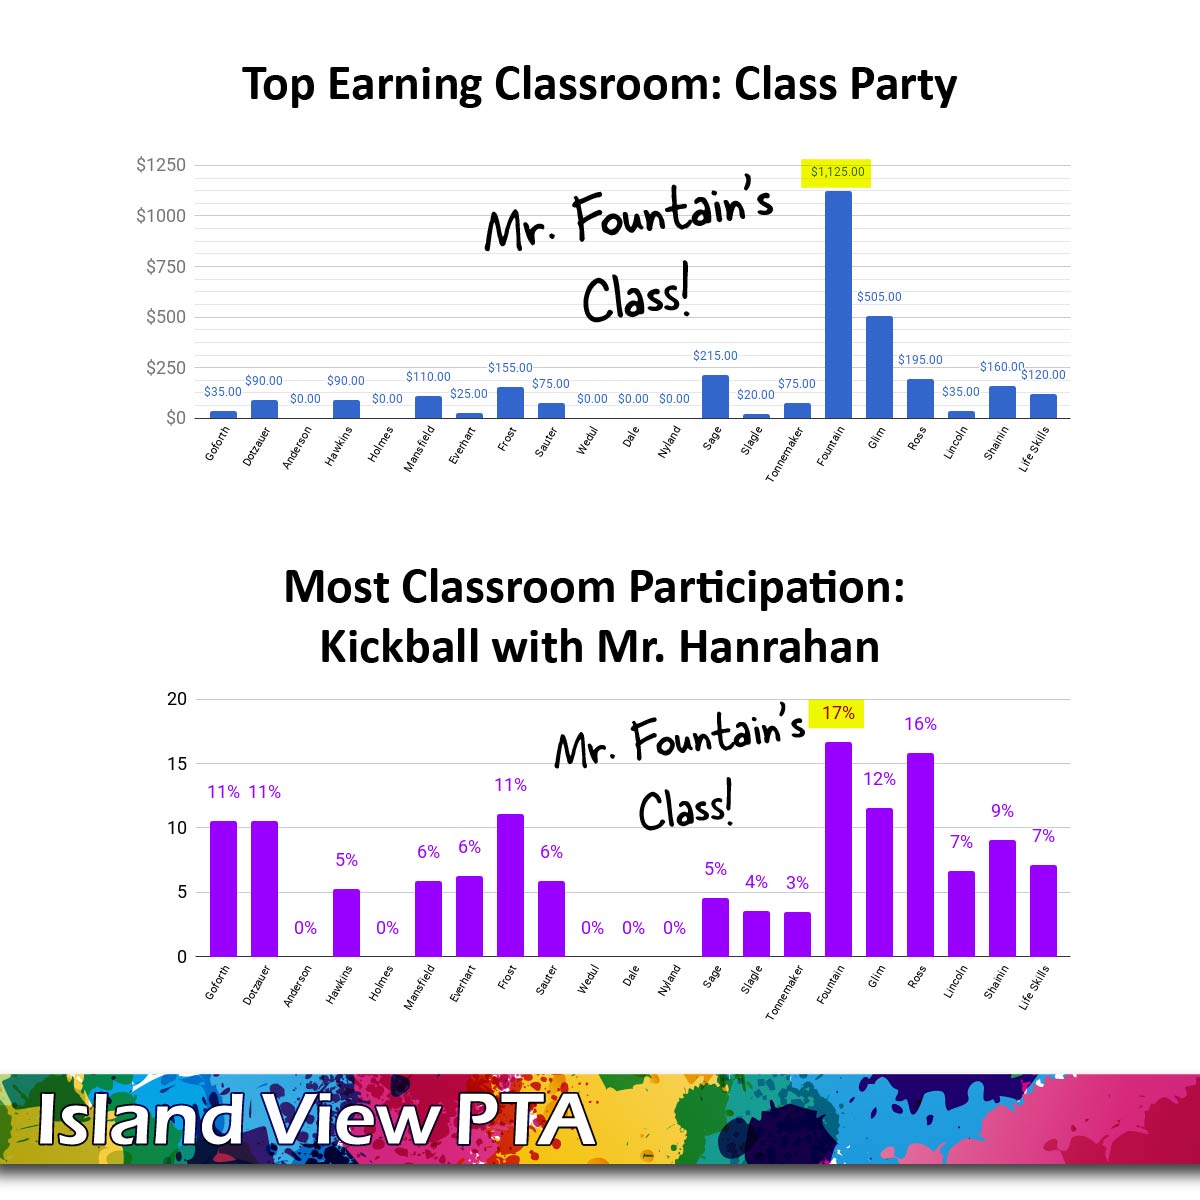 Top Earning Classroom: Class Party
$1250
$1000
$750
$500
$250
$0
Mr. Fountain's
Class!
$35.00 $90.00 $0.00 $90.00 $0.00 $110.00 $25.00 $155.00 $75.00 $0.00 $0.00 $0.00 $215.00 $20.00 $75.00 $1,125.00 $505.00 $195.00 $35.00 $160.00 $120.00
Goforth Dotzauer Anderson Hawkins Holmes Mansfield Everhart Frost Sauter Wedul Dale Nyland Sage Slagle Tonnemaker Fountain Glim Ross Lincoln Shainin Life Skills
Most Classroom Participation:
Kickball with Mr. Hanrahan
20
15
10
5
0
Mr. Fountain's
Class!
11% 11% 0% 5% 0% 6% 6% 11% 6% 0% 0% 0% 5% 4% 3% 17% 12% 16% 7% 9% 7%
Goforth Dotzauer Anderson Hawkins Holmes Mansfield Everhart Frost Sauter Wedul Dale Nyland Sage Slagle Tonnemaker Fountain Glim Ross Lincoln Shainin Life Skills
Island View PTA